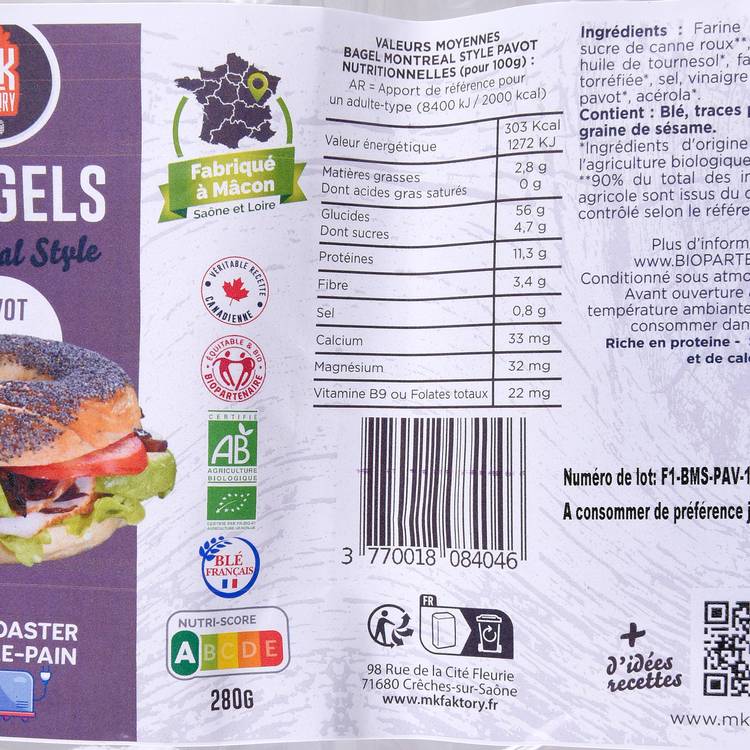 GELS
al Style
VOT
OASTER
E-PAIN
Fabriqué
à Mâcon
Saône et Loire
VÉRITABLE RECETTE
CANADIENNE
ÉQUITABLE & BIO
BIOPARTENAIRE
CERTIFIÉ
AB
AGRICULTURE
BIOLOGIQUE
BLÉ
FRANÇAIS
NUTRI-SCORE
A B C D E
280G
VALEURS MOYENNES
BAGEL MONTREAL STYLE PAVOT
NUTRITIONNELLES (pour 100g) :
AR = Apport de référence pour
un adulte-type (8400 kJ / 2000 kcal)
Valeur énergétique 303 Kcal
1272 KJ
Matières grasses 2,8 g
Dont acides gras saturés 0 g
Glucides 56 g
Dont sucres 4,7 g
Protéines 11,3 g
Fibre 3,4 g
Sel 0,8 g
Calcium 33 mg
Magnésium 32 mg
Vitamine B9 ou Folates totaux 22 mg
3 770018 084046
FR
98 Rue de la Cité Fleurie
71680 Crêches-sur-Saône
www.mkfaktory.fr
Ingrédients : Farine
sucre de canne roux**,
huile de tournesol*, fa
torréfiée*, sel, vinaigre
pavot*, acérola*.
Contient : Blé, traces
graine de sésame.
*Ingrédients d'origine
l'agriculture biologique
**90% du total des in
agricole sont issus du
contrôlé selon le référe
Plus d'inform
www.BIOPARTE
Conditionné sous atmo
Avant ouverture
température ambiante
consommer dan
Riche en proteine -
et de calc
Numéro de lot: F1-BMS-PAV-1
A consommer de préférence j
+
d'idées
recettes
www.mk